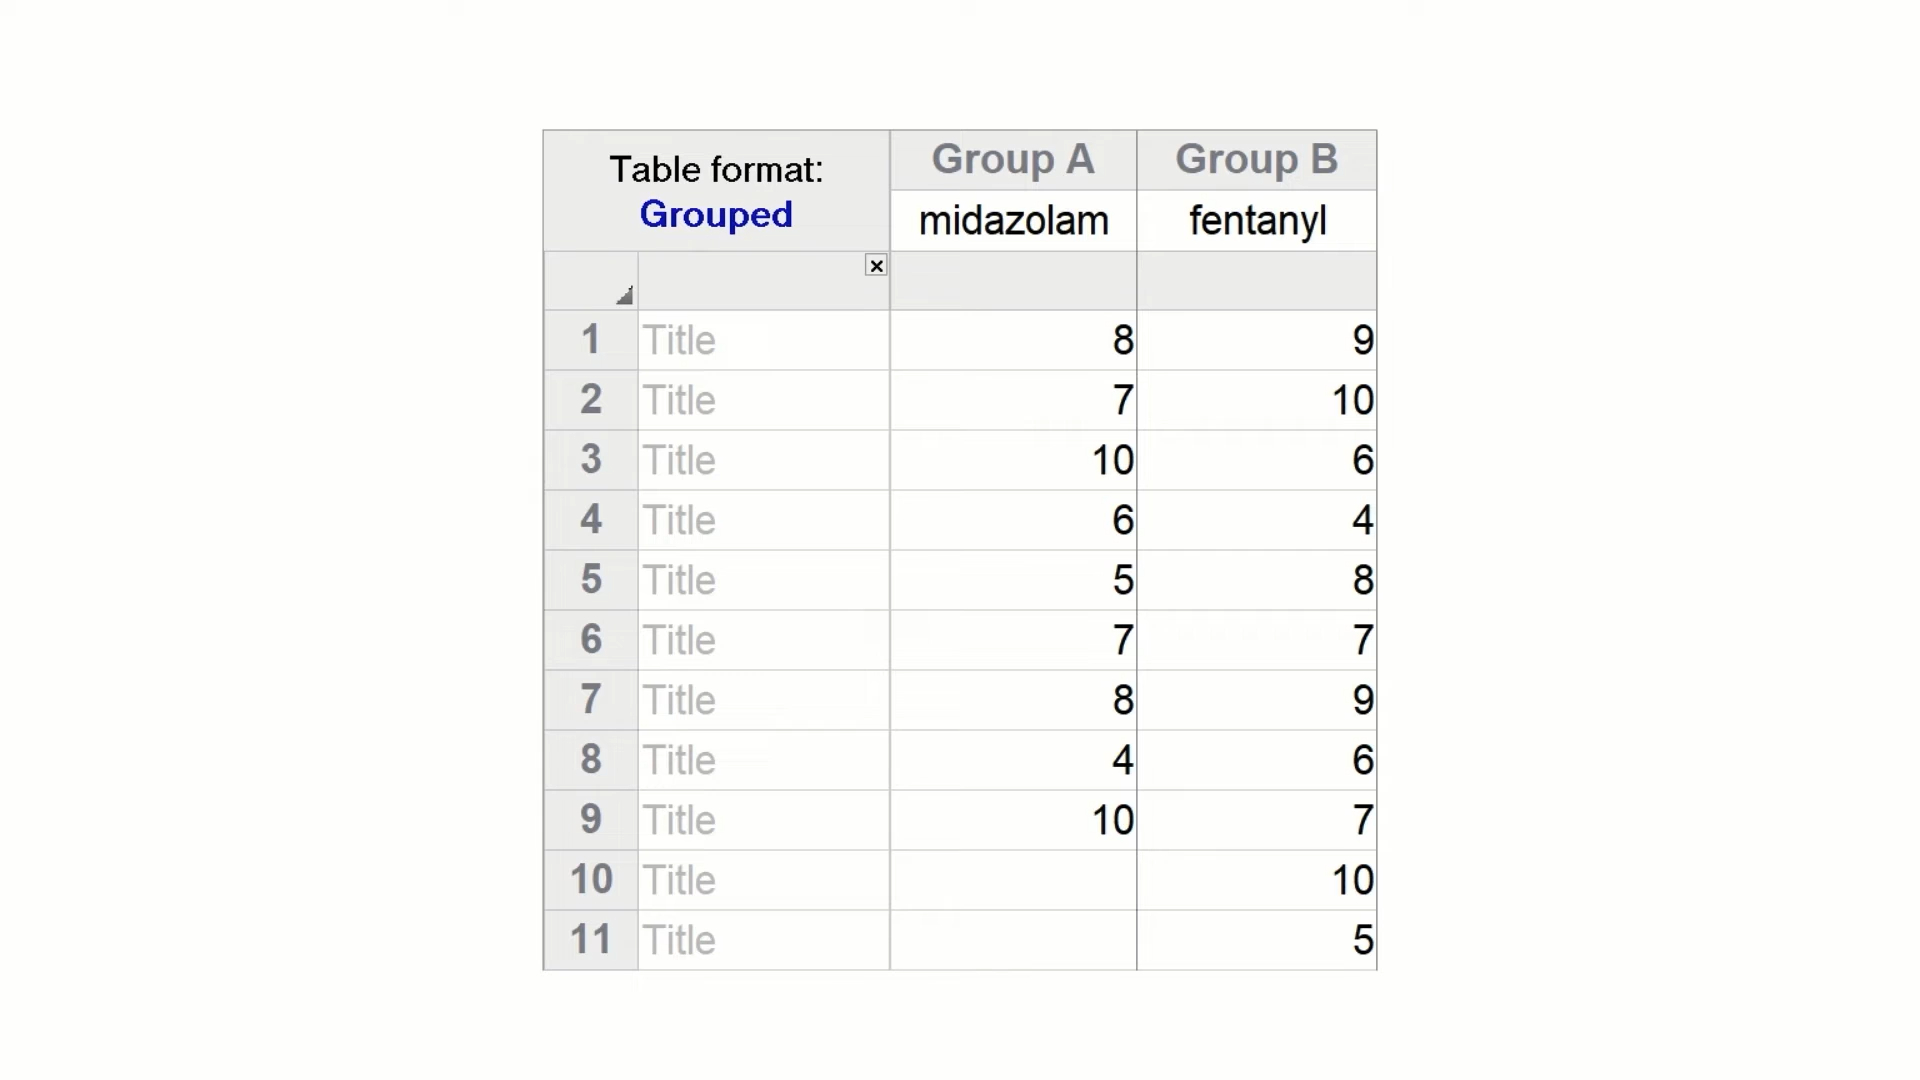 Table format:
Grouped
Group A Group B
midazolam fentanyl
1 Title 8 9
2 Title 7 10
3 Title 10 6
4 Title 6 4
5 Title 5 8
6 Title 7 7
7 Title 8 9
8 Title 4 6
9 Title 10 7
10 Title 10
11 Title 5